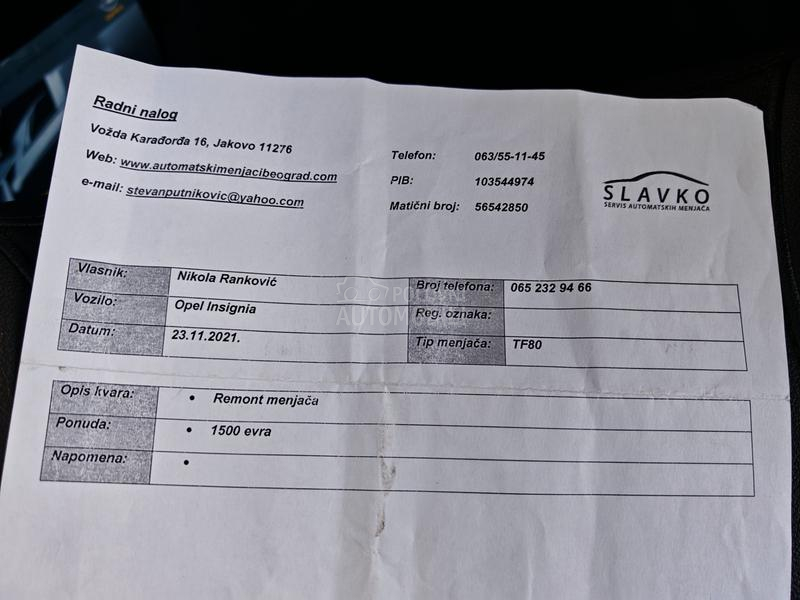 Radni nalog
Vožda Karađorđa 16, Jakovo 11276
Web: www.automatskimenjacibeograd.com
e-mail: stevanputnikovic@yahoo.com
Telefon: 063/55-11-45
PIB: 103544974
Matični broj: 56542850
SLAVKO
SERVIS AUTOMATSKIH MENJAČA
Vlasnik: Nikola Ranković Broj telefona: 065 232 94 66
Vozilo: Opel Insignia Reg. oznaka:
Datum: 23.11.2021. Tip menjača: TF80
POLOVNI
AUTOMOBILI
Opis kvara: • Remont menjača
Ponuda: • 1500 evra
Napomena: •